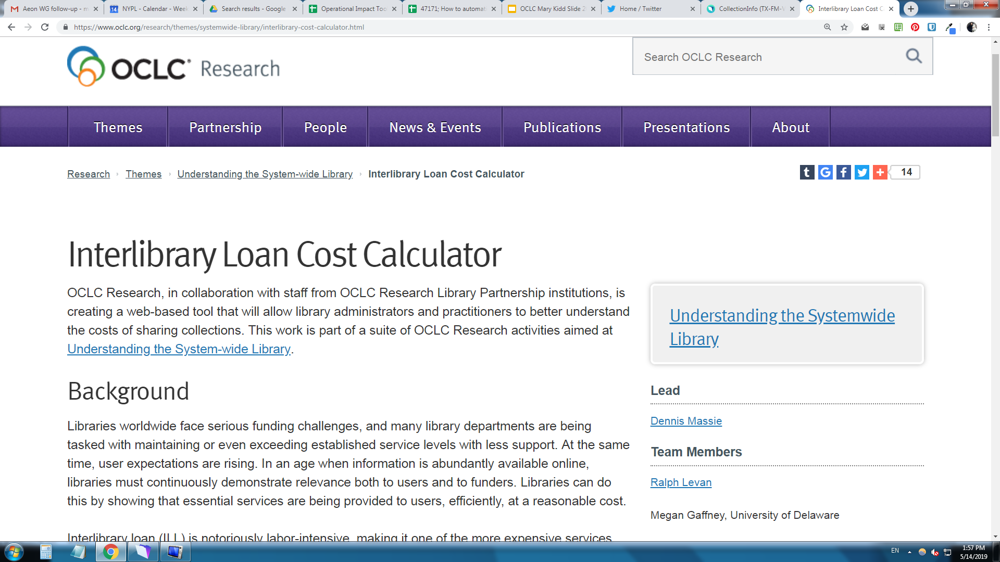 Aeon WG follow-up - m
NYPL - Calendar - Week
Search results - Google
Operational Impact Too
47171; How to automat
OCLC Mary Kidd Slide 2
Home / Twitter
CollectionInfo (TX-FM-V
Interlibrary Loan Cost C
https://www.oclc.org/research/themes/systemwide-library/interlibrary-cost-calculator.html
OCLC Research
Search OCLC Research
Themes
Partnership
People
News & Events
Publications
Presentations
About
Research › Themes › Understanding the System-wide Library › Interlibrary Loan Cost Calculator
14
Interlibrary Loan Cost Calculator
OCLC Research, in collaboration with staff from OCLC Research Library Partnership institutions, is
creating a web-based tool that will allow library administrators and practitioners to better understand
the costs of sharing collections. This work is part of a suite of OCLC Research activities aimed at
Understanding the System-wide Library.
Background
Libraries worldwide face serious funding challenges, and many library departments are being
tasked with maintaining or even exceeding established service levels with less support. At the same
time, user expectations are rising. In an age when information is abundantly available online,
libraries must continuously demonstrate relevance both to users and to funders. Libraries can do
this by showing that essential services are being provided to users, efficiently, at a reasonable cost.
Interlibrary loan (ILL) is notoriously labor-intensive, making it one of the more expensive services
Understanding the Systemwide
Library
Lead
Dennis Massie
Team Members
Ralph Levan
Megan Gaffney, University of Delaware
EN
1:57 PM
5/14/2019